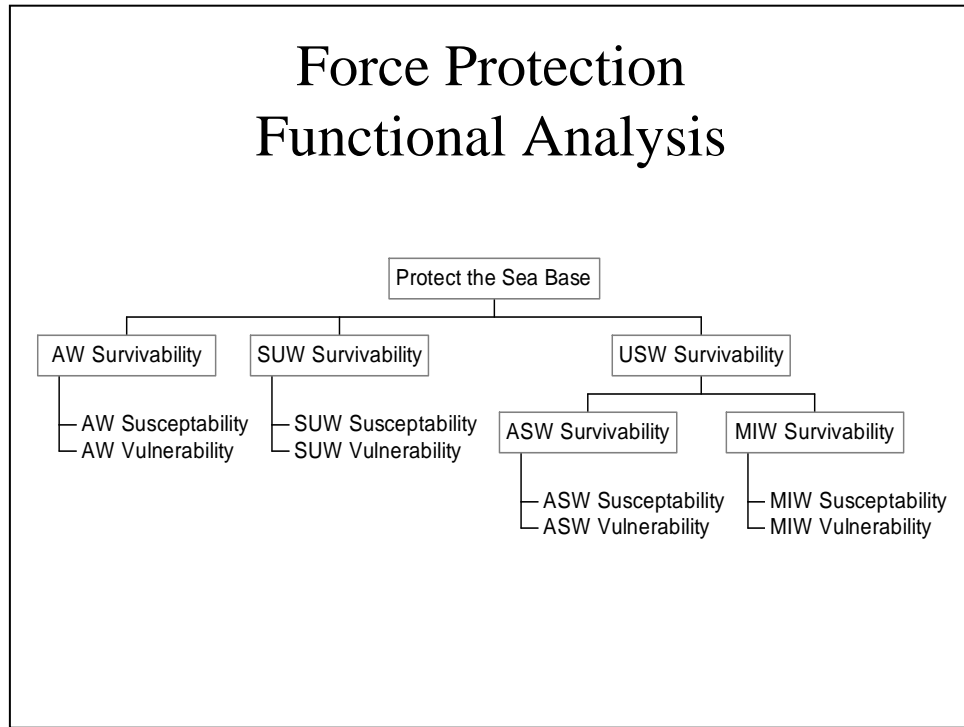 Force Protection
Functional Analysis
Protect the Sea Base
AW Survivability
SUW Survivability
USW Survivability
AW Susceptability
AW Vulnerability
SUW Susceptability
SUW Vulnerability
ASW Survivability
MIW Survivability
ASW Susceptability
ASW Vulnerability
MIW Susceptability
MIW Vulnerability